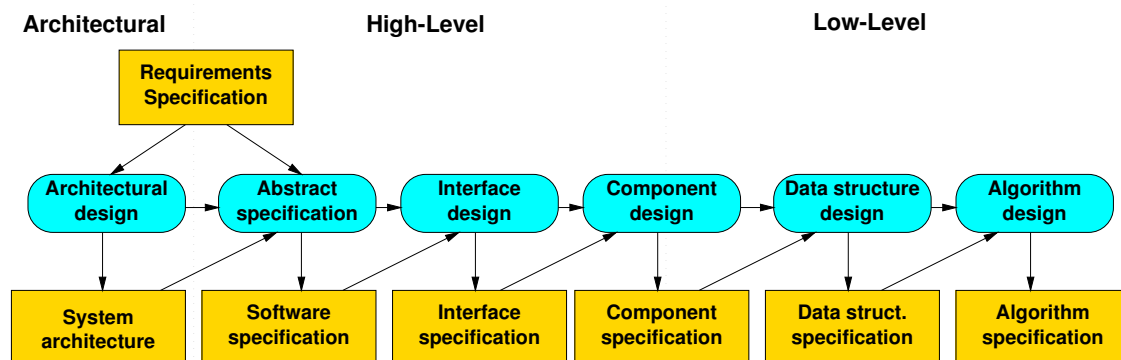 Architectural
High-Level
Low-Level
Requirements
Specification
Architectural
design
Abstract
specification
Interface
design
Component
design
Data structure
design
Algorithm
design
System
architecture
Software
specification
Interface
specification
Component
specification
Data struct.
specification
Algorithm
specification